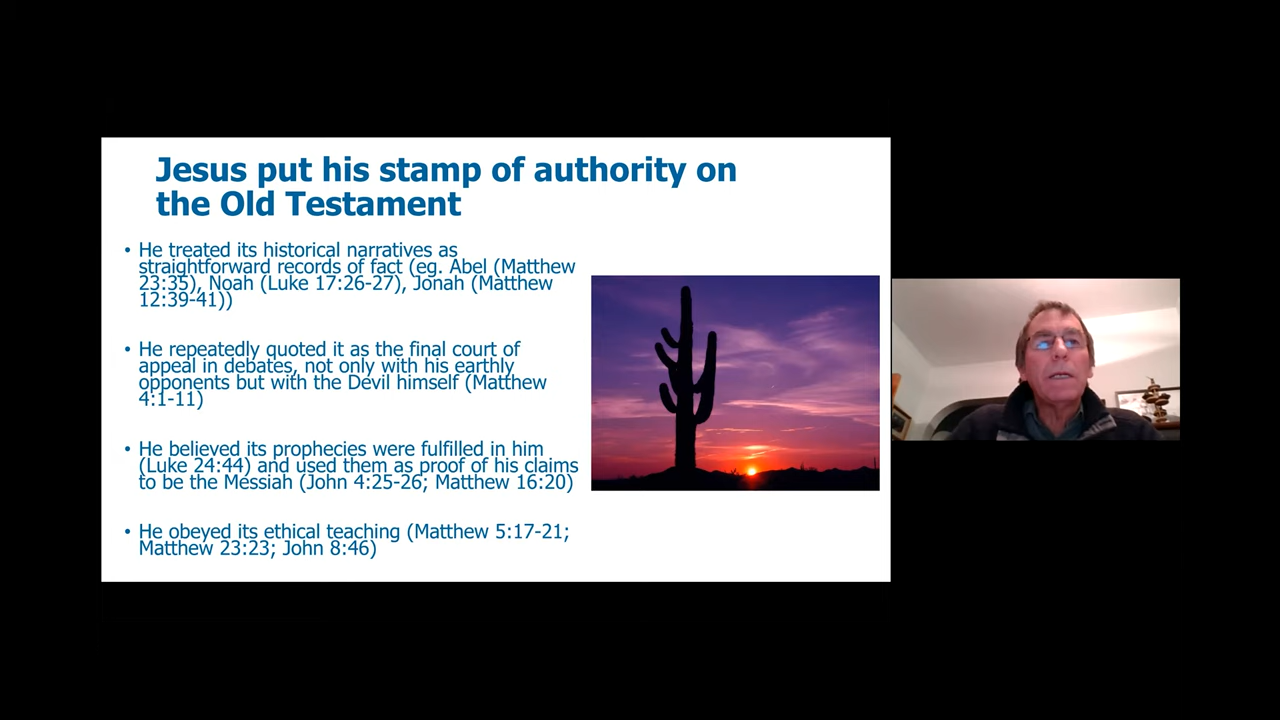 Jesus put his stamp of authority on
the Old Testament
• He treated its historical narratives as
straightforward records of fact (eg. Abel (Matthew
23:35), Noah (Luke 17:26-27), Jonah (Matthew
12:39-41))
• He repeatedly quoted it as the final court of
appeal in debates, not only with his earthly
opponents but with the Devil himself (Matthew
4:1-11)
• He believed its prophecies were fulfilled in him
(Luke 24:44) and used them as proof of his claims
to be the Messiah (John 4:25-26; Matthew 16:20)
• He obeyed its ethical teaching (Matthew 5:17-21;
Matthew 23:23; John 8:46)